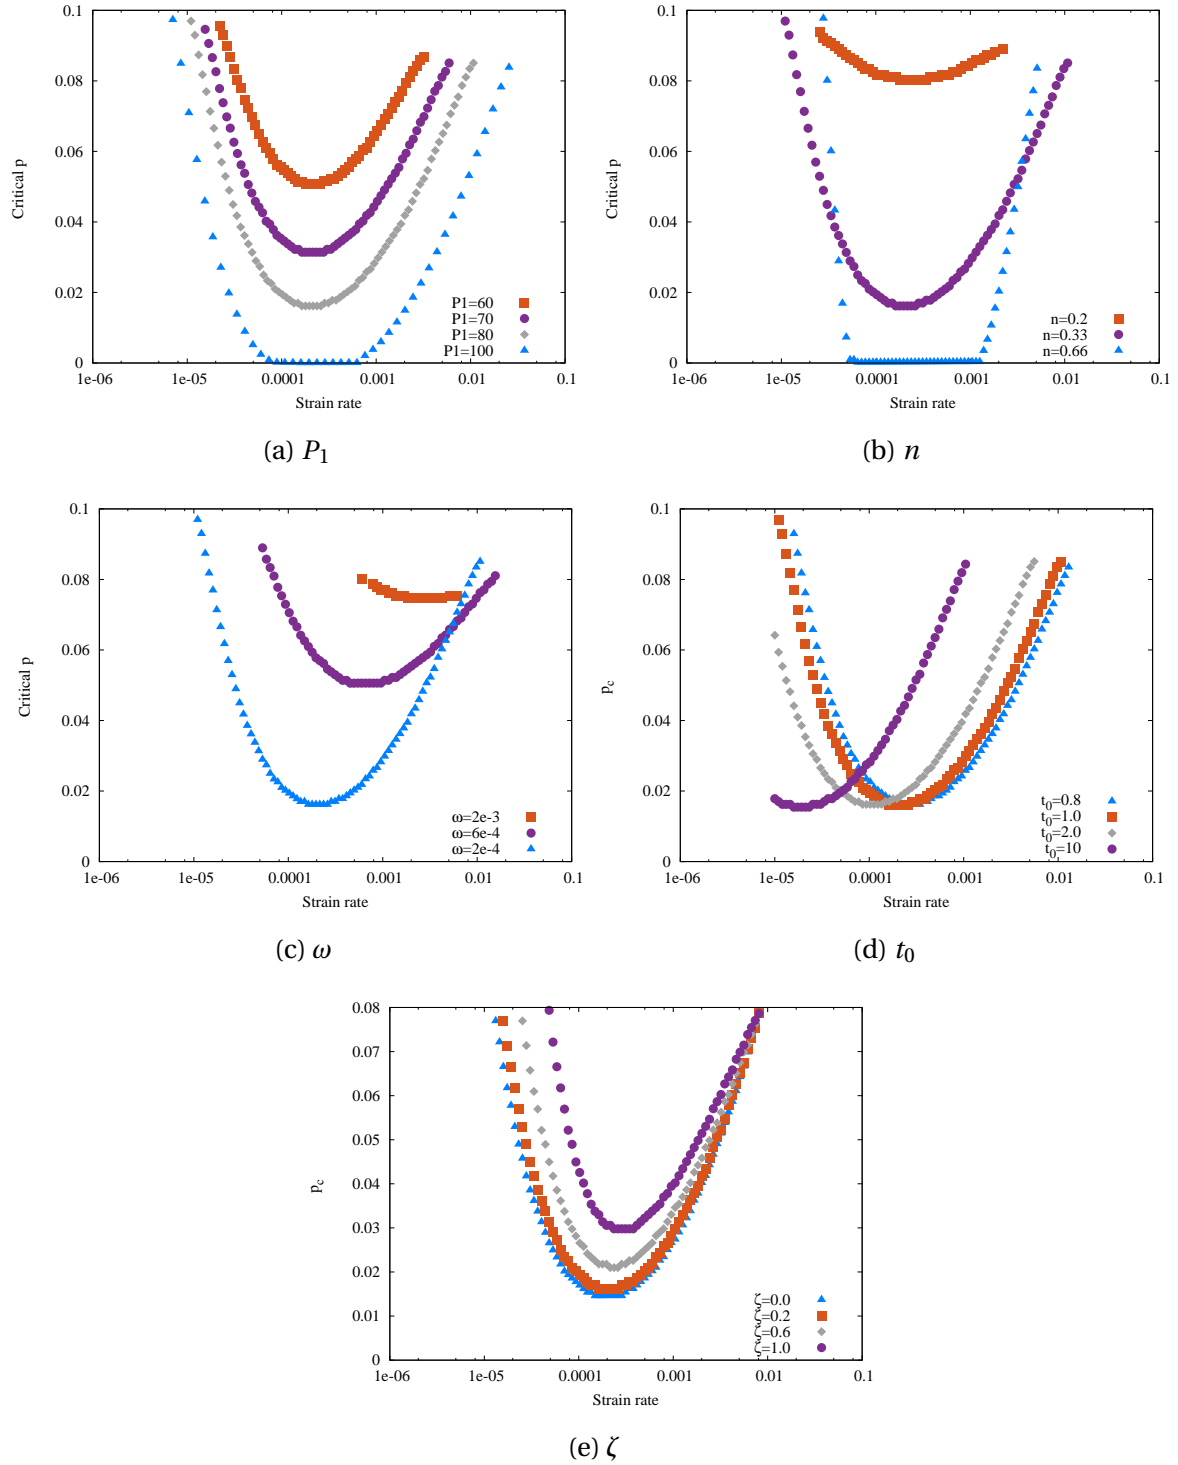 0.1
0.08
0.06
0.04
0.02
0
Critical p
P1=60
P1=70
P1=80
P1=100
1e-06 1e-05 0.0001 0.001 0.01 0.1
Strain rate
(a) P₁
0.1
0.08
0.06
0.04
0.02
0
Critical p
n=0.2
n=0.33
n=0.66
1e-06 1e-05 0.0001 0.001 0.01 0.1
Strain rate
(b) n
0.1
0.08
0.06
0.04
0.02
0
Critical p
ω=2e-3
ω=6e-4
ω=2e-4
1e-06 1e-05 0.0001 0.001 0.01 0.1
Strain rate
(c) ω
0.1
0.08
0.06
0.04
0.02
0
p_c
t₀=0.8
t₀=1.0
t₀=2.0
t₀=10
1e-06 1e-05 0.0001 0.001 0.01 0.1
Strain rate
(d) t₀
0.08
0.07
0.06
0.05
0.04
0.03
0.02
0.01
0
p_c
ζ=0.0
ζ=0.2
ζ=0.6
ζ=1.0
1e-06 1e-05 0.0001 0.001 0.01 0.1
Strain rate
(e) ζ